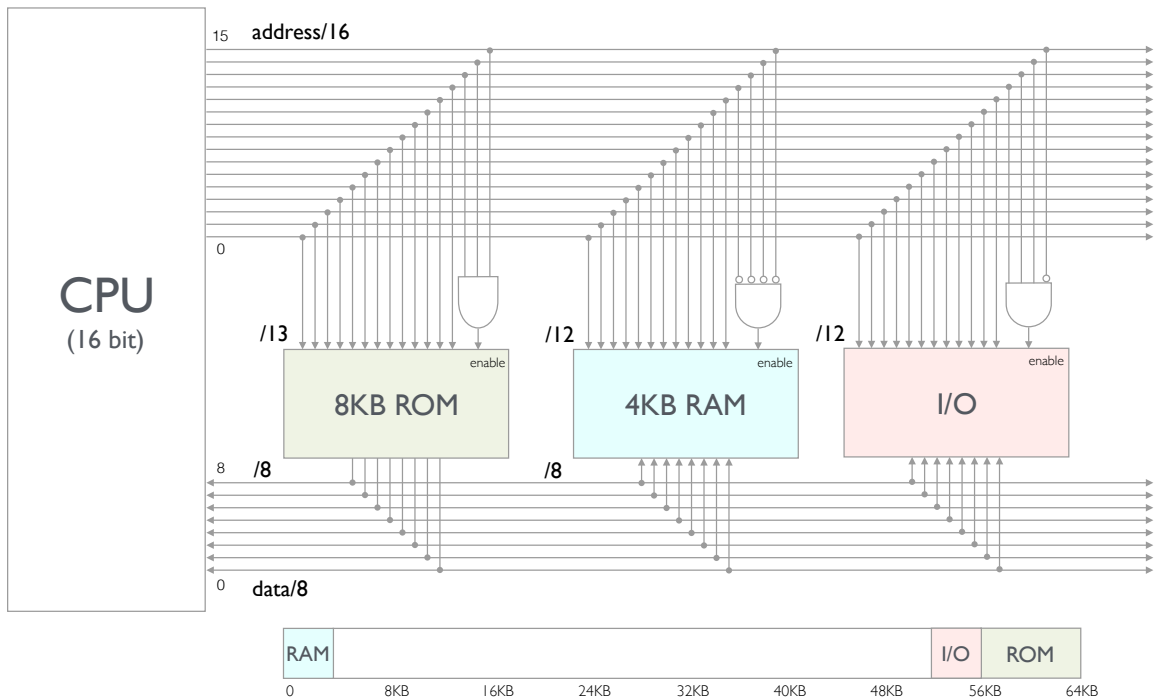 15 address/16
0
CPU
(16 bit)
/13 /12 /12
enable enable enable
8KB ROM 4KB RAM I/O
8 /8 /8
0 data/8
RAM I/O ROM
0 8KB 16KB 24KB 32KB 40KB 48KB 56KB 64KB